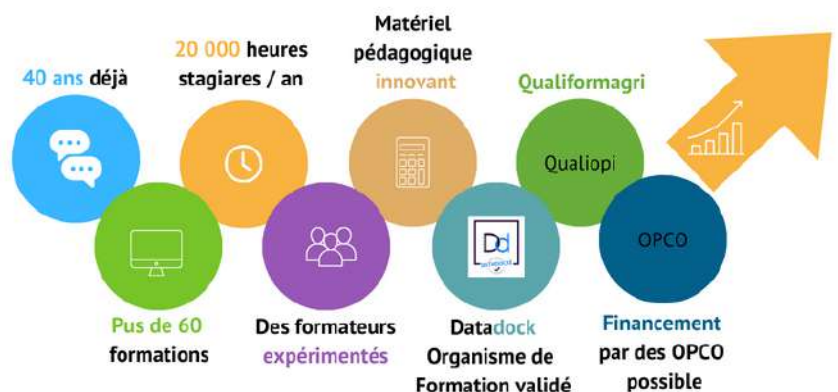 40 ans déjà
Pus de 60
formations
20 000 heures
stagiares / an
Des formateurs
expérimentés
Matériel
pédagogique
innovant
Dd
Datadock
Organisme de
Formation validé
Qualiformagri
Qualiopi
OPCO
Financement
par des OPCO
possible